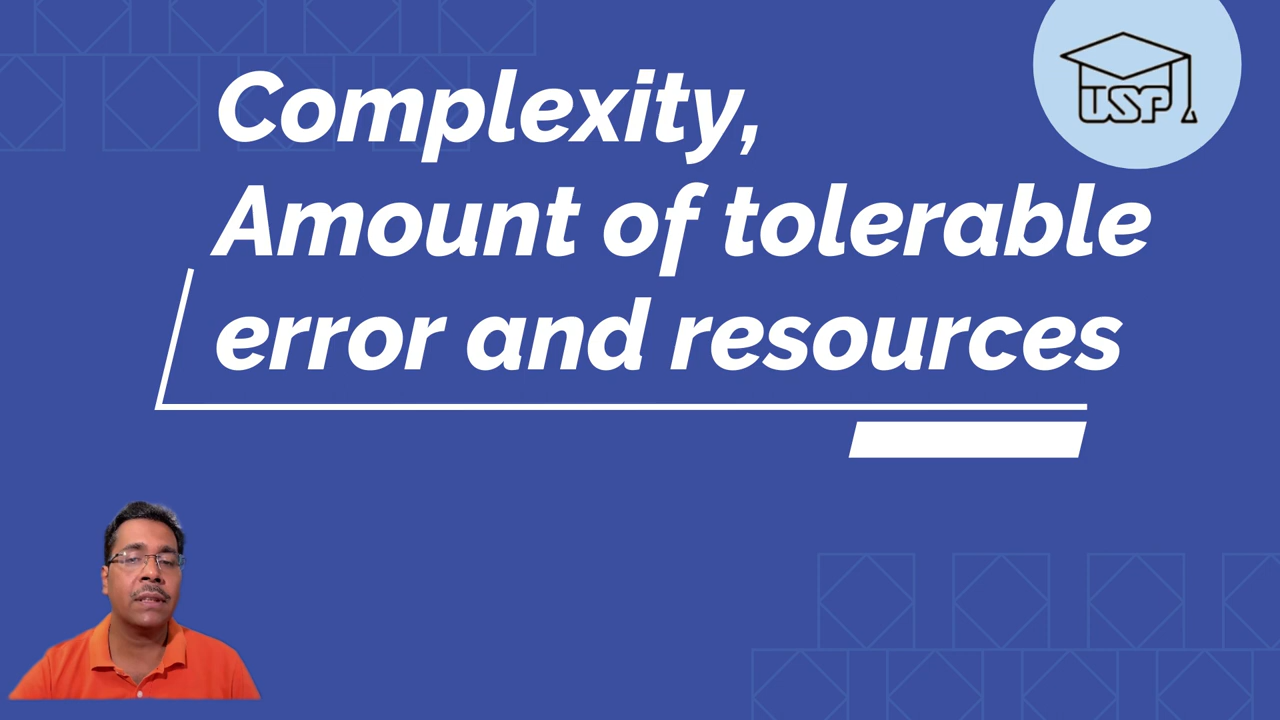 Complexity,
Amount of tolerable
error and resources
USP